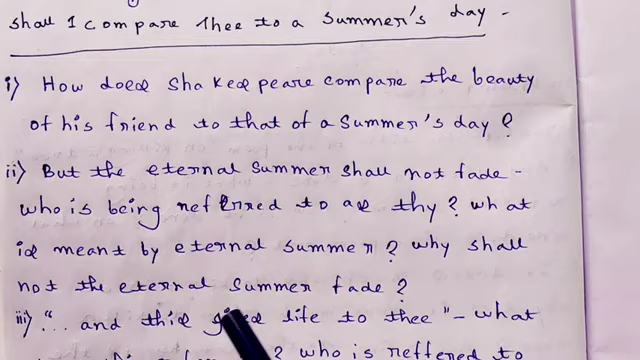 Shall I compare Thee to a Summer's day -
i) How does Shakespeare compare the beauty
of his friend to that of a Summer's day ?
ii) But the eternal Summer shall not fade -
who is being referred to as thy ? what
is meant by eternal summer ? why shall
not the eternal Summer fade ?
iii) "... and this gives life to thee " - what
? who is reffered to